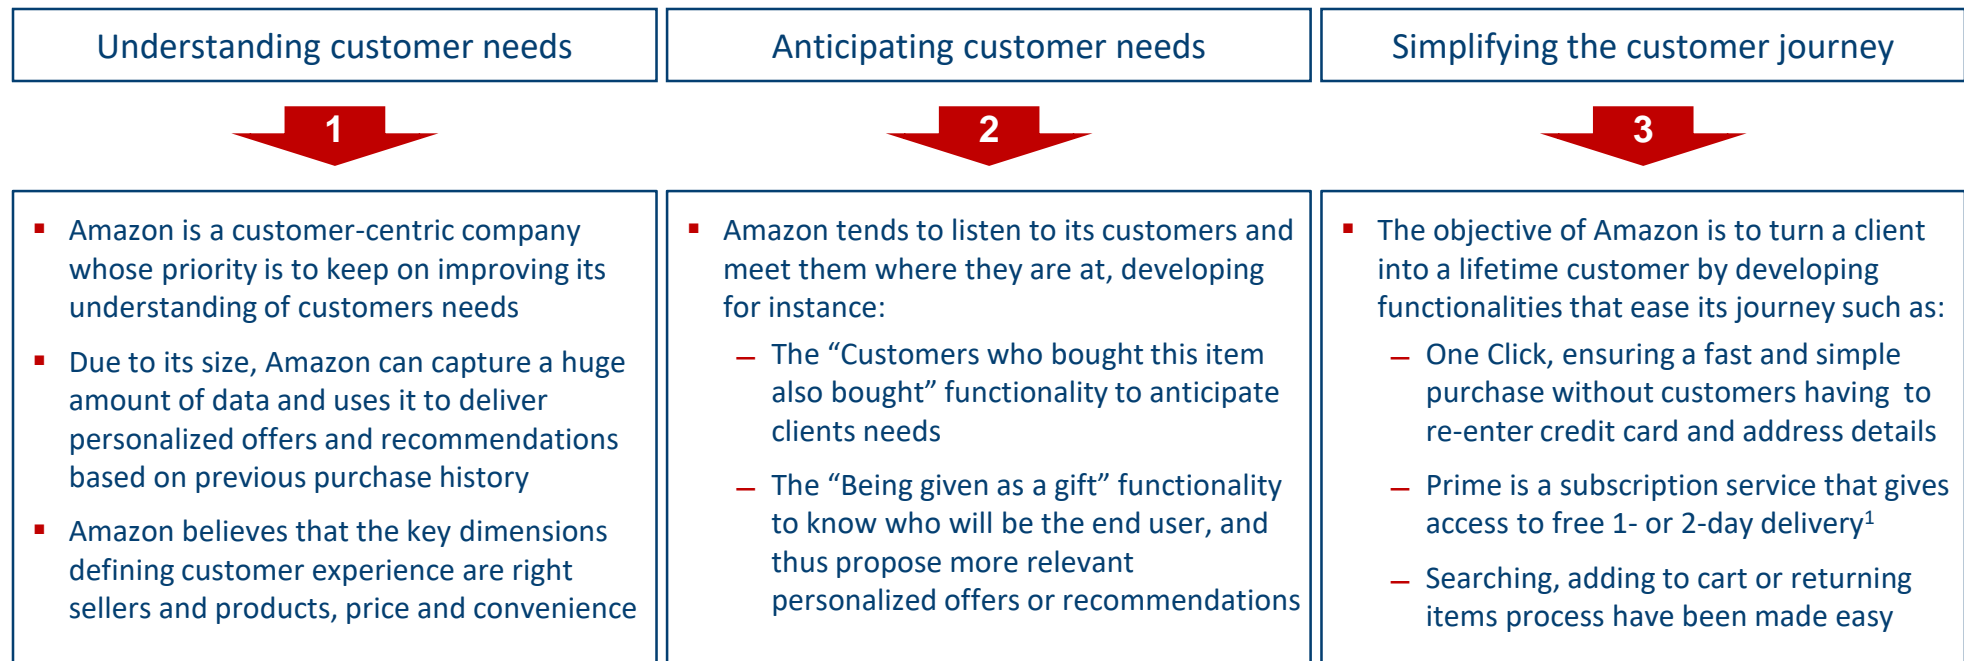 Understanding customer needs
Anticipating customer needs
Simplifying the customer journey
1
2
3
▪ Amazon is a customer-centric company
whose priority is to keep on improving its
understanding of customers needs
▪ Due to its size, Amazon can capture a huge
amount of data and uses it to deliver
personalized offers and recommendations
based on previous purchase history
▪ Amazon believes that the key dimensions
defining customer experience are right
sellers and products, price and convenience
▪ Amazon tends to listen to its customers and
meet them where they are at, developing
for instance:
– The “Customers who bought this item
also bought” functionality to anticipate
clients needs
– The “Being given as a gift” functionality
to know who will be the end user, and
thus propose more relevant
personalized offers or recommendations
▪ The objective of Amazon is to turn a client
into a lifetime customer by developing
functionalities that ease its journey such as:
– One Click, ensuring a fast and simple
purchase without customers having  to
re-enter credit card and address details
– Prime is a subscription service that gives
access to free 1- or 2-day delivery¹
– Searching, adding to cart or returning
items process have been made easy